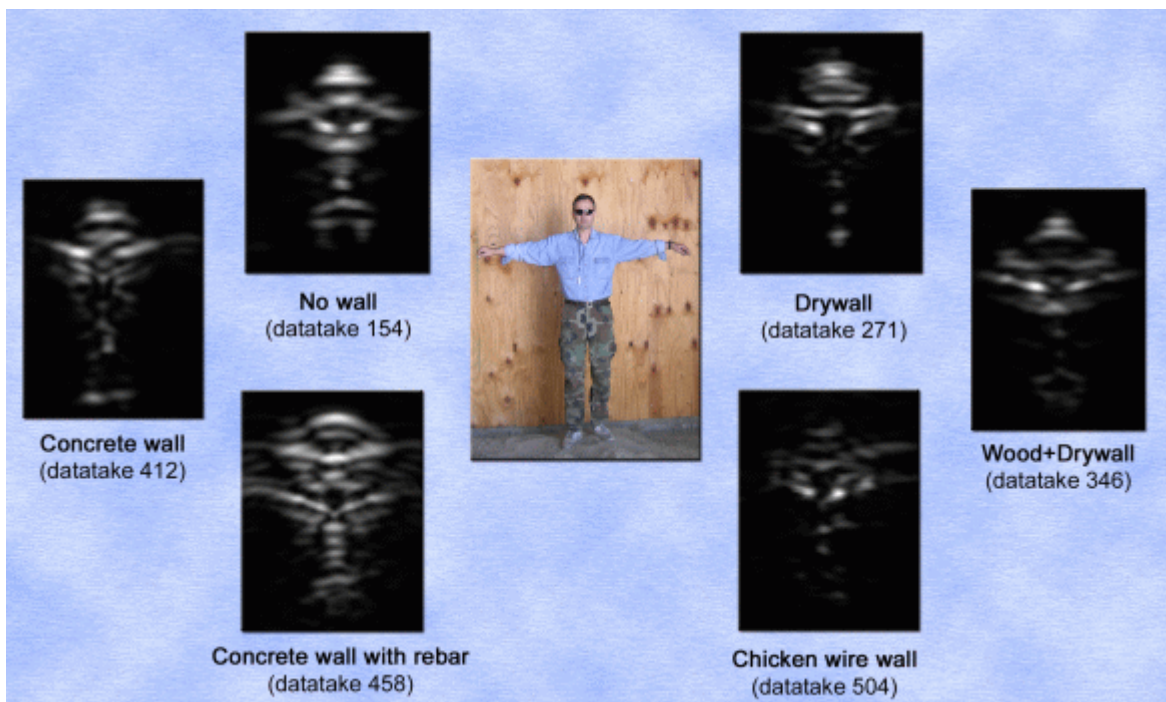 No wall
(datatake 154)
Drywall
(datatake 271)
Concrete wall
(datatake 412)
Wood+Drywall
(datatake 346)
Concrete wall with rebar
(datatake 458)
Chicken wire wall
(datatake 504)